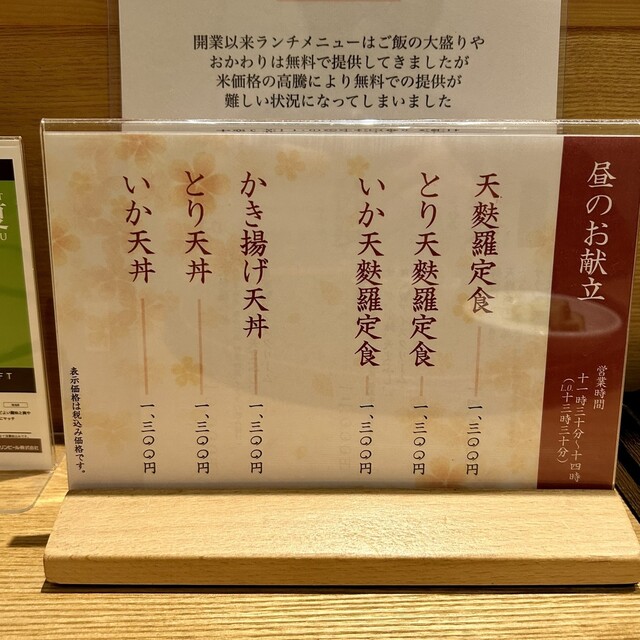 開業以来ランチメニューはご飯の大盛りや
おかわりは無料で提供してきましたが
米価格の高騰により無料での提供が
難しい状況になってしまいました
昼のお献立
営業時間
十一時三十分〜十四時
（L.O.十三時三十分）
天麩羅定食 一、三〇〇円
とり天麩羅定食 一、三〇〇円
いか天麩羅定食 一、三〇〇円
かき揚げ天丼 一、三〇〇円
とり天丼 一、三〇〇円
いか天丼 一、三〇〇円
表示価格は税込み価格です。